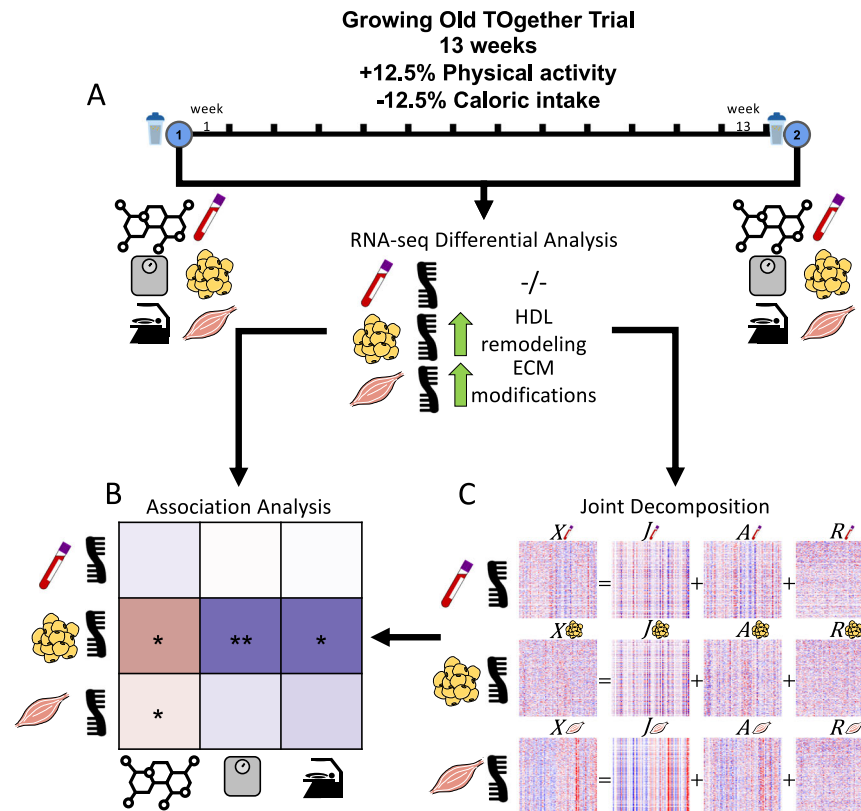 Growing Old TOgether Trial
13 weeks
+12.5% Physical activity
-12.5% Caloric intake
A
week
1
week
13
1
2
RNA-seq Differential Analysis
-/-
HDL
remodeling
ECM
modifications
B
Association Analysis
*
**
*
*
C
Joint Decomposition
X J A R
= + +
X J A R
= + +
X J A R
= + +